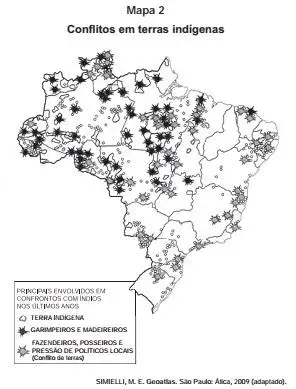 Mapa 2
Conflitos em terras indígenas
PRINCIPAIS ENVOLVIDOS EM
CONFRONTOS COM ÍNDIOS
NOS ÚLTIMOS ANOS
TERRA INDÍGENA
GARIMPEIROS E MADEIREIROS
FAZENDEIROS, POSSEIROS E
PRESSÃO DE POLÍTICOS LOCAIS
(Conflito de terras)
SIMIELLI, M. E. Geoatlas. São Paulo: Ática, 2009 (adaptado).